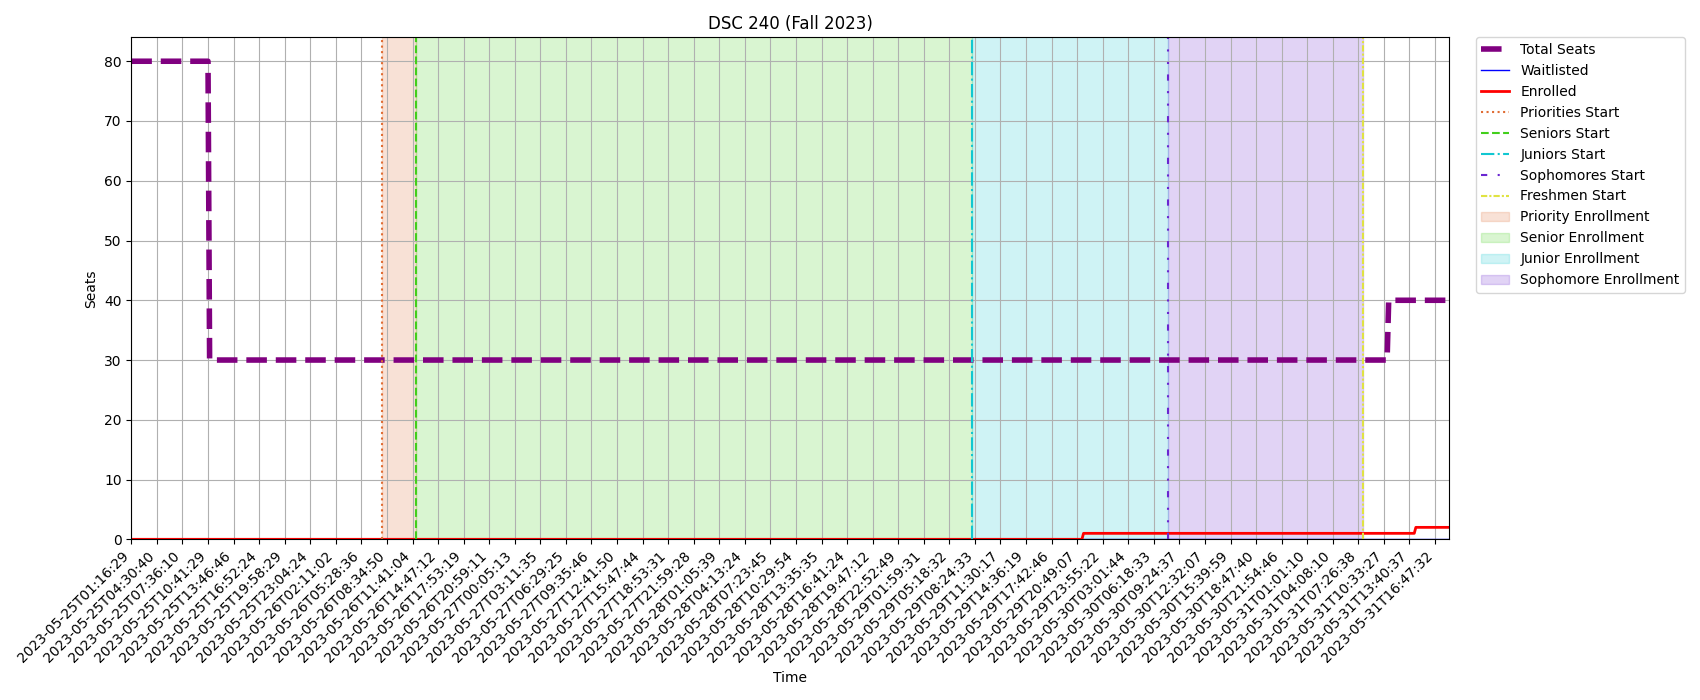 DSC 240 (Fall 2023)
80
70
60
50
40
30
20
10
0
Seats
2023-05-25T01:16:29
2023-05-25T04:30:40
2023-05-25T07:36:10
2023-05-25T10:41:29
2023-05-25T13:46:46
2023-05-25T16:52:24
2023-05-25T19:58:29
2023-05-25T23:04:24
2023-05-26T02:11:02
2023-05-26T05:28:36
2023-05-26T08:34:50
2023-05-26T11:41:04
2023-05-26T14:47:12
2023-05-26T17:53:19
2023-05-26T20:59:11
2023-05-27T00:05:13
2023-05-27T03:11:35
2023-05-27T06:29:25
2023-05-27T09:35:46
2023-05-27T12:41:50
2023-05-27T15:47:44
2023-05-27T18:53:31
2023-05-27T21:59:28
2023-05-28T01:05:39
2023-05-28T04:13:24
2023-05-28T07:23:45
2023-05-28T10:29:54
2023-05-28T13:35:35
2023-05-28T16:41:24
2023-05-28T19:47:12
2023-05-28T22:52:49
2023-05-29T01:59:31
2023-05-29T05:18:32
2023-05-29T08:24:33
2023-05-29T11:30:17
2023-05-29T14:36:19
2023-05-29T17:42:46
2023-05-29T20:49:07
2023-05-29T23:55:22
2023-05-30T03:01:44
2023-05-30T06:18:33
2023-05-30T09:24:37
2023-05-30T12:32:07
2023-05-30T15:39:59
2023-05-30T18:47:40
2023-05-30T21:54:46
2023-05-31T01:01:10
2023-05-31T04:08:10
2023-05-31T07:26:38
2023-05-31T10:33:27
2023-05-31T13:40:37
2023-05-31T16:47:32
Time
Total Seats
Waitlisted
Enrolled
Priorities Start
Seniors Start
Juniors Start
Sophomores Start
Freshmen Start
Priority Enrollment
Senior Enrollment
Junior Enrollment
Sophomore Enrollment